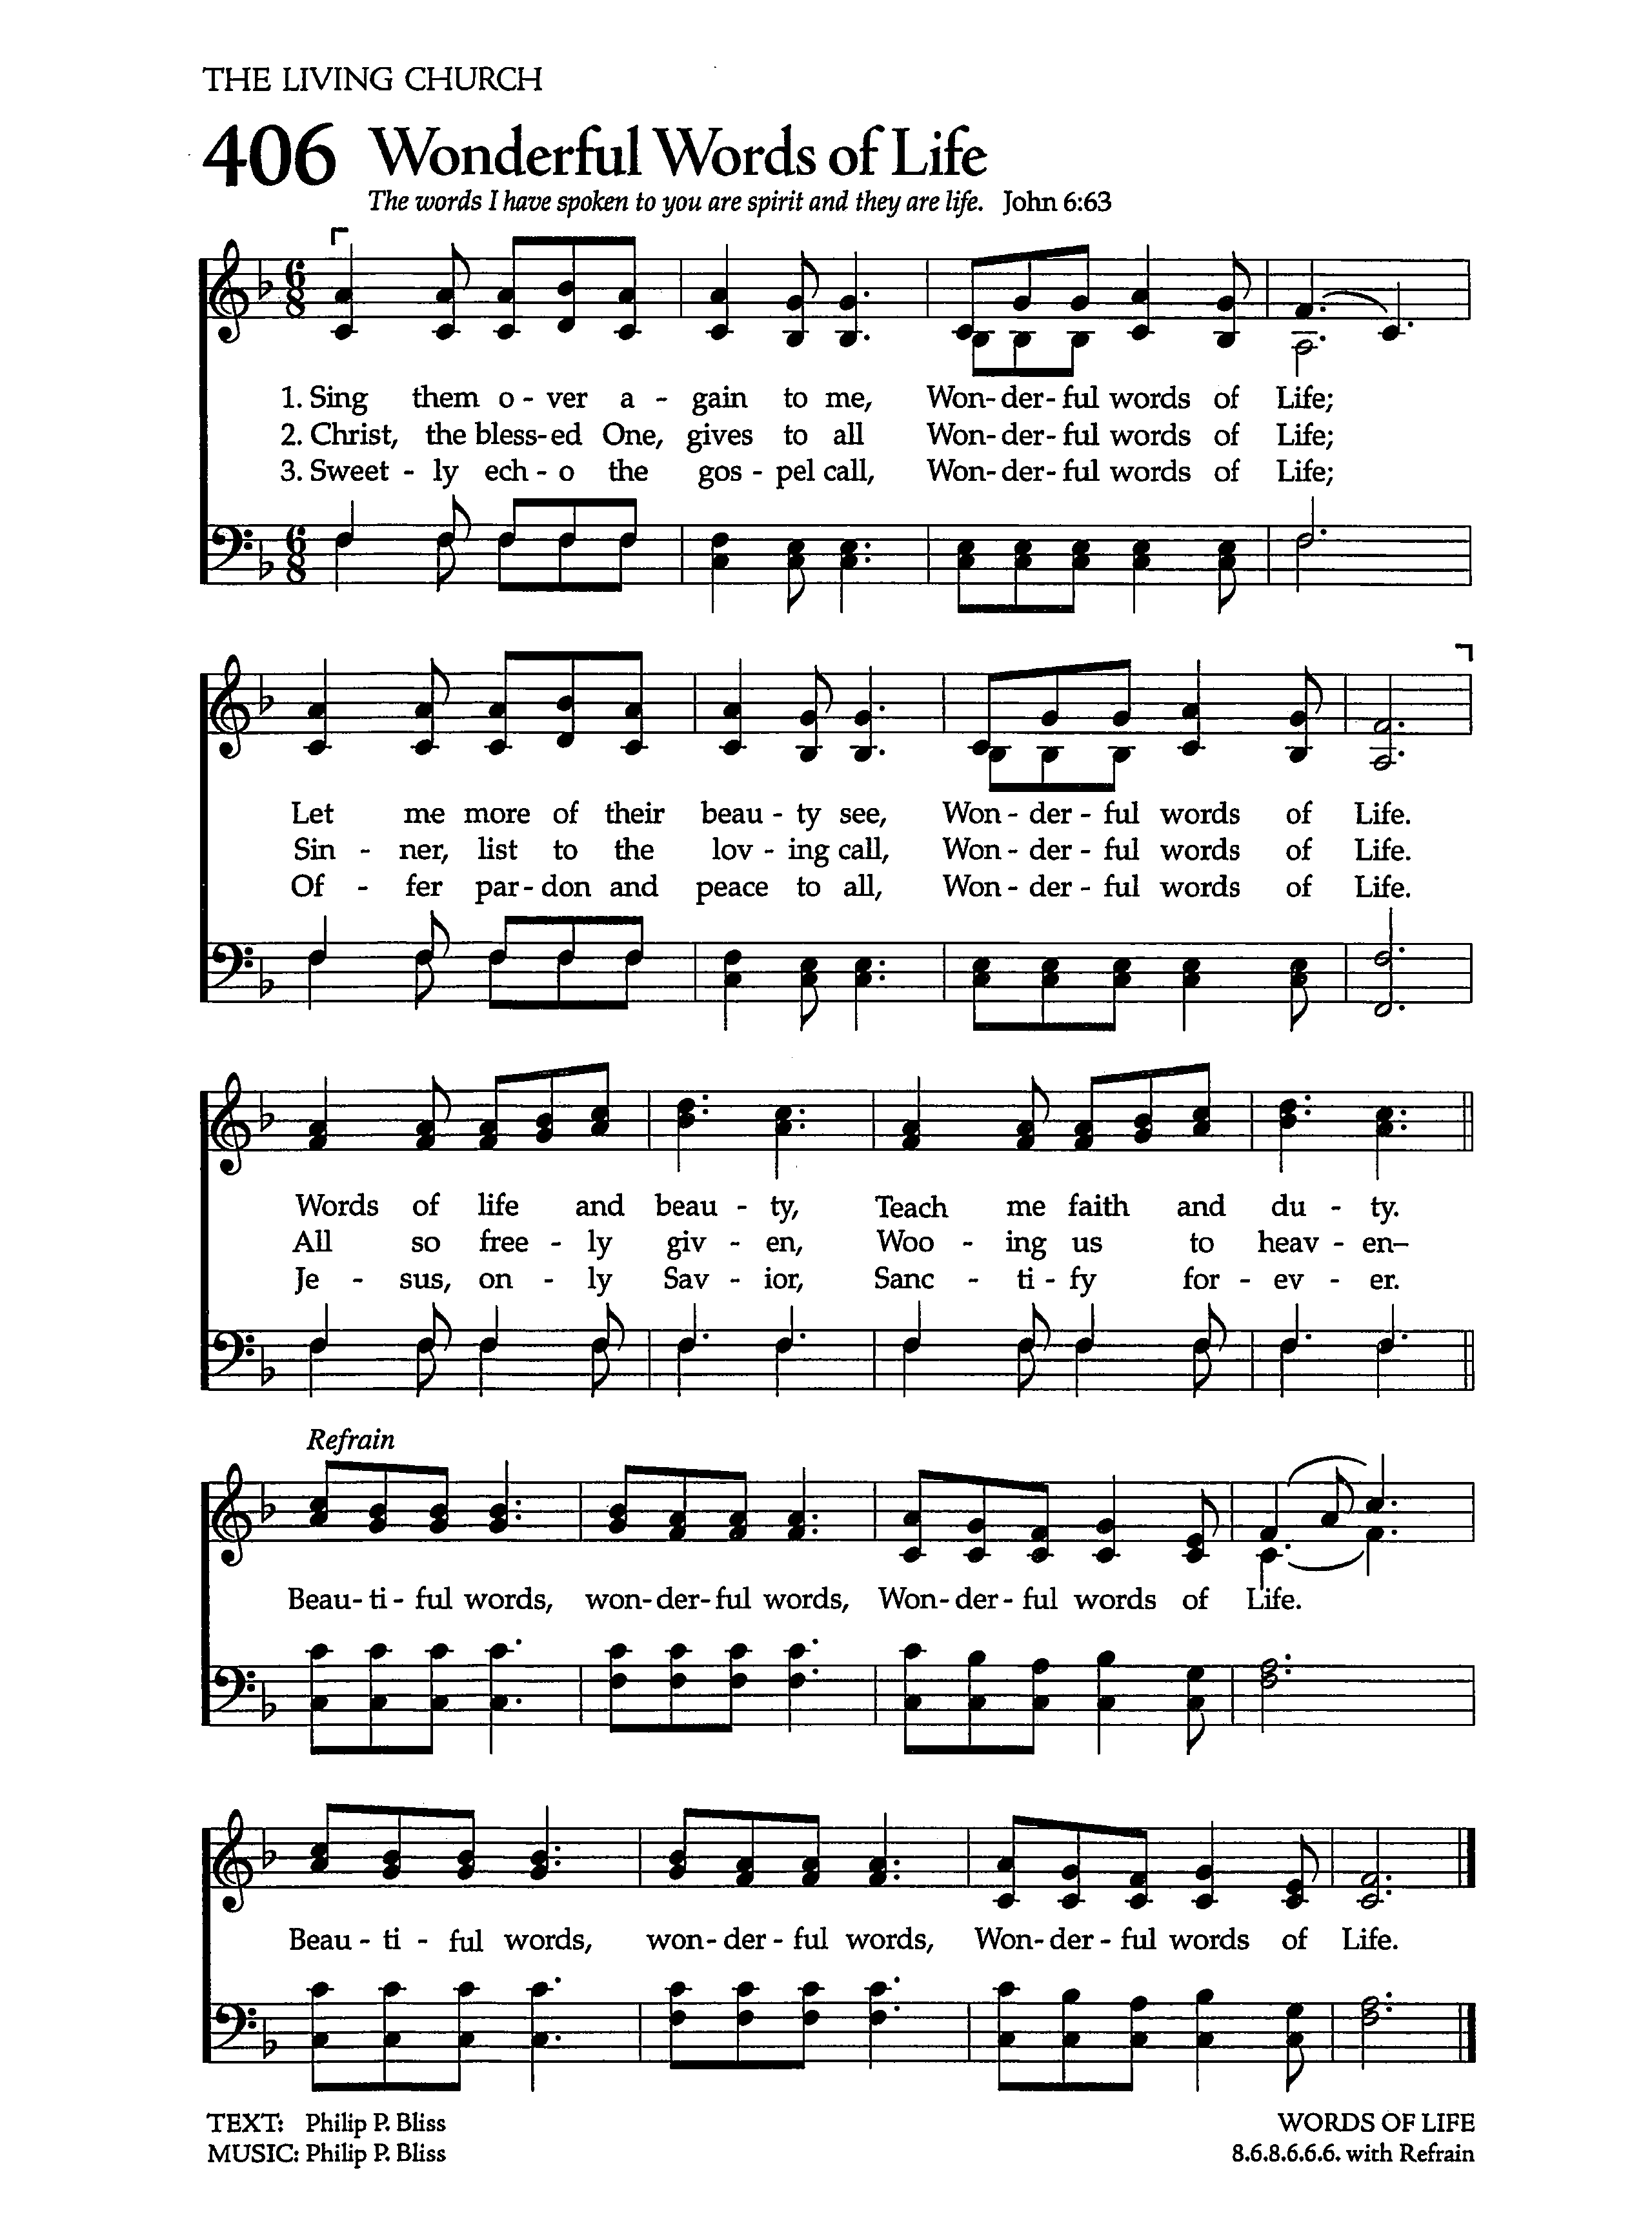 THE LIVING CHURCH
406 Wonderful Words of Life
The words I have spoken to you are spirit and they are life. John 6:63
1. Sing them o - ver a - gain to me, Won- der- ful words of Life;
2. Christ, the bless- ed One, gives to all Won- der- ful words of Life;
3. Sweet - ly ech - o the gos - pel call, Won- der- ful words of Life;
Let me more of their beau - ty see, Won - der - ful words of Life.
Sin - ner, list to the lov - ing call, Won - der - ful words of Life.
Of - fer par - don and peace to all, Won - der - ful words of Life.
Words of life and beau - ty, Teach me faith and du - ty.
All so free - ly giv - en, Woo - ing us to heav - en–
Je - sus, on - ly Sav - ior, Sanc - ti - fy for - ev - er.
Refrain
Beau- ti - ful words, won- der- ful words, Won- der - ful words of Life.
Beau - ti - ful words, won- der - ful words, Won- der - ful words of Life.
TEXT: Philip P. Bliss
MUSIC: Philip P. Bliss
WORDS OF LIFE
8.6.8.6.6.6. with Refrain